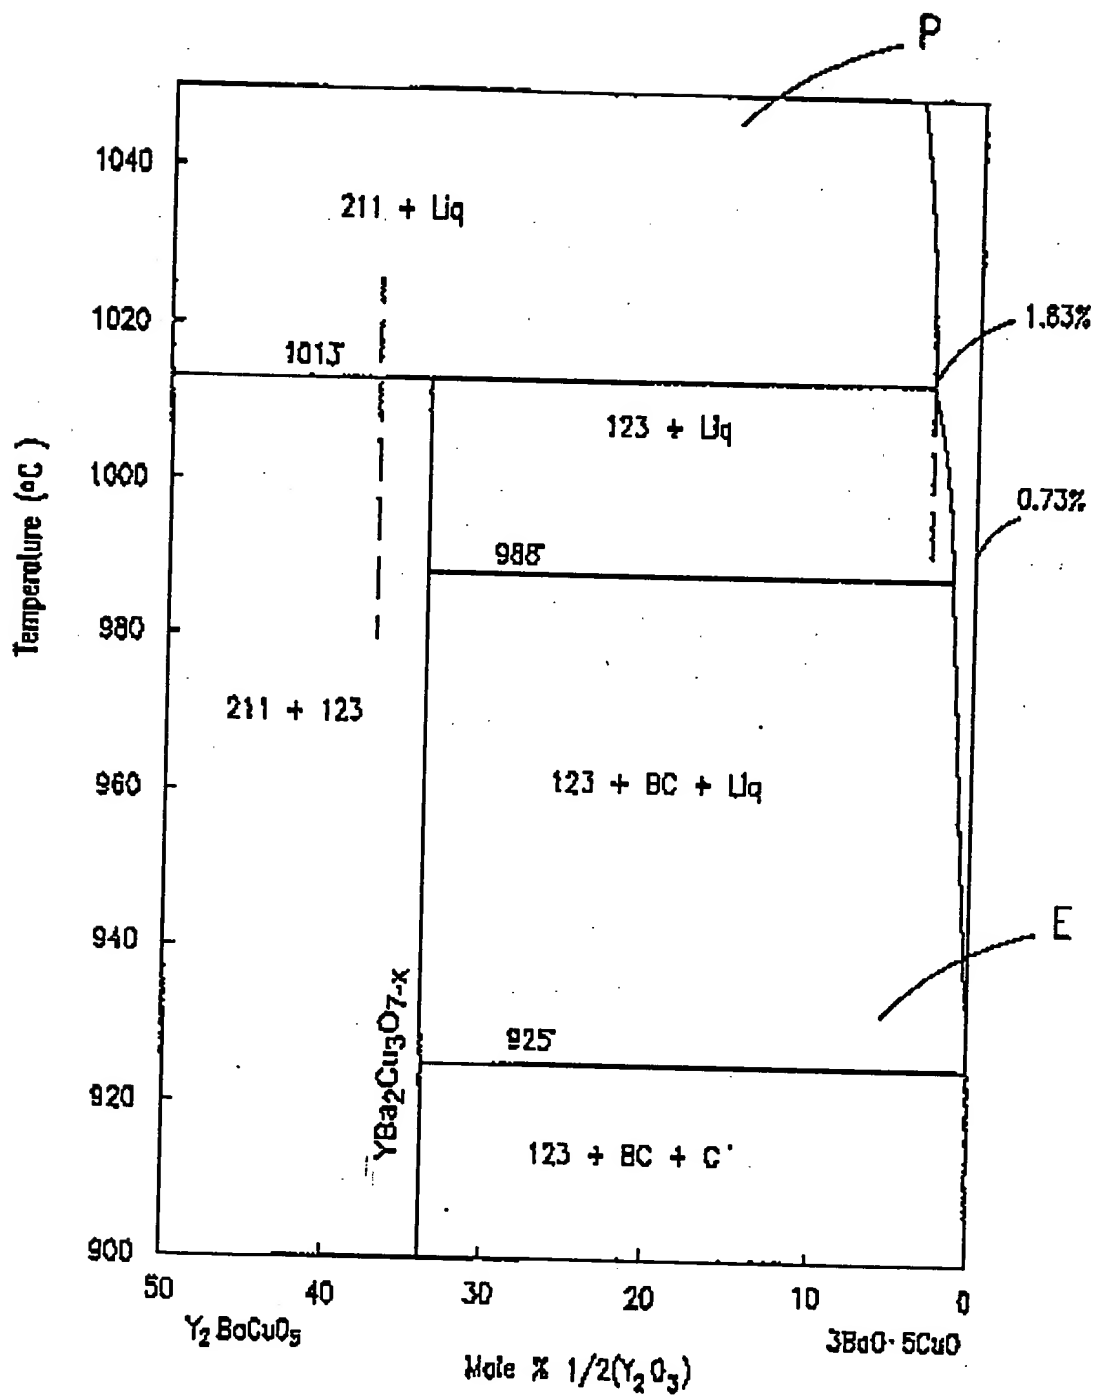 P
1040
211 + Liq
1020
1013°
1.83%
123 + Liq
1000
0.73%
988°
Temperature (ºC)
980
211 + 123
960
123 + BC + Liq
940
E
YBa₂Cu₃O₇₋ₓ
925°
920
123 + BC + C
900
50 40 30 20 10 0
Y₂BaCuO₅
3BaO·5CuO
Mole % 1/2(Y₂O₃)